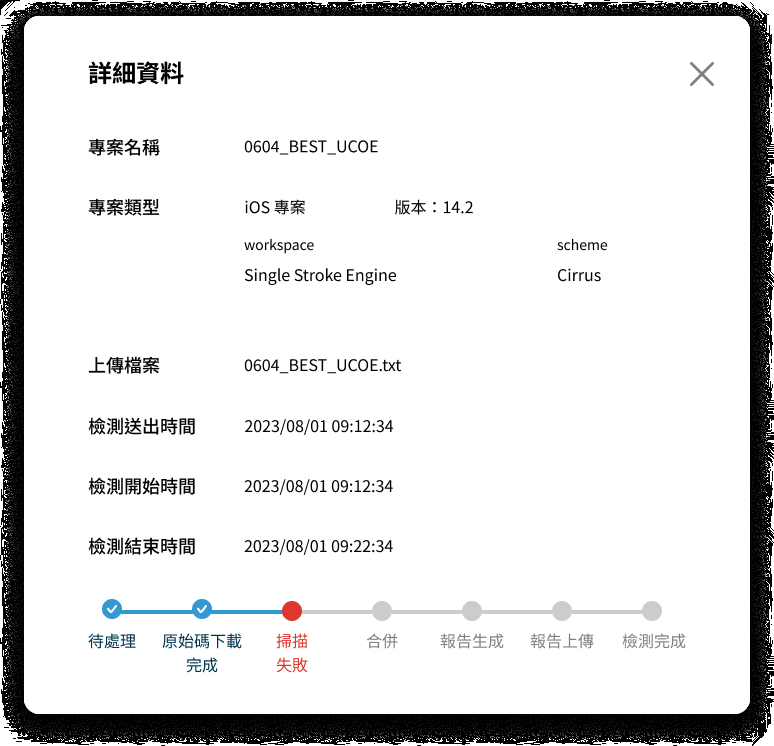 詳細資料
專案名稱 0604_BEST_UCOE
專案類型 iOS 專案 版本：14.2
workspace scheme
Single Stroke Engine Cirrus
上傳檔案 0604_BEST_UCOE.txt
檢測送出時間 2023/08/01 09:12:34
檢測開始時間 2023/08/01 09:12:34
檢測結束時間 2023/08/01 09:22:34
待處理 原始碼下載 掃描 合併 報告生成 報告上傳 檢測完成
完成 失敗